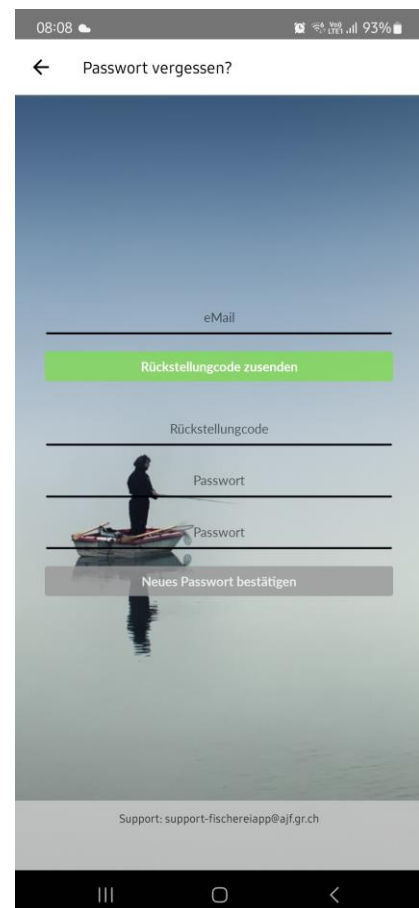 08:08 93%
Passwort vergessen?
eMail
Rückstellungcode zusenden
Rückstellungcode
Passwort
Passwort
Neues Passwort bestätigen
Support: support-fischereiapp@ajf.gr.ch